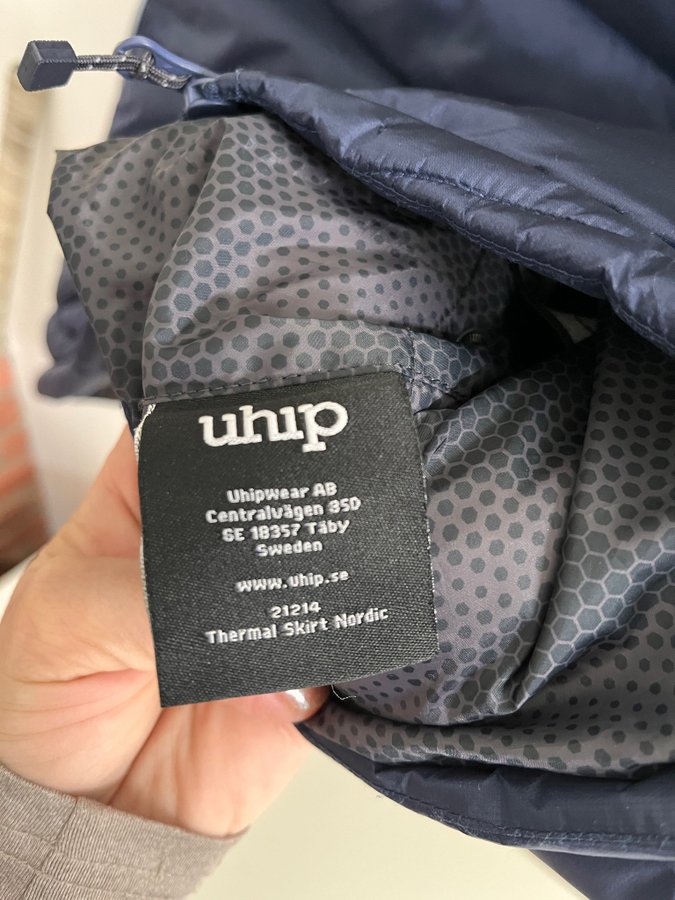 uhip
Uhipwear AB
Centralvägen 35D
SE 18357 Täby
Sweden
www.uhip.se
21214
Thermal Skirt Nordic